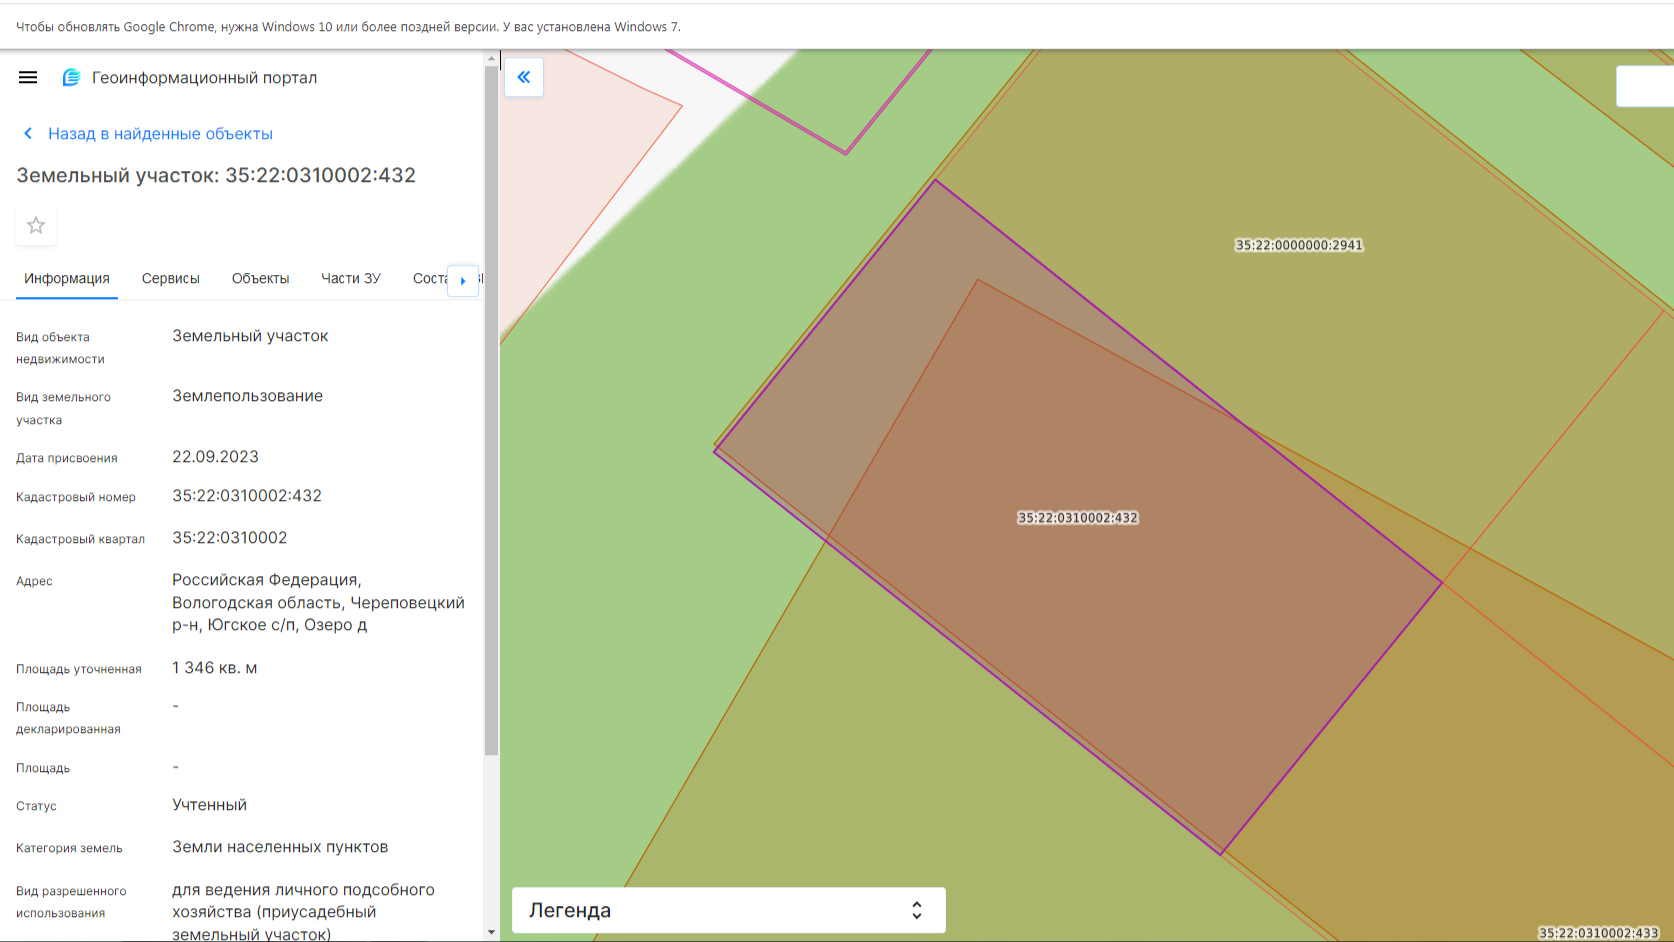 Чтобы обновлять Google Chrome, нужна Windows 10 или более поздней версии. У вас установлена Windows 7.
Геоинформационный портал
Назад в найденные объекты
Земельный участок: 35:22:0310002:432
Информация Сервисы Объекты Части ЗУ Соста
Вид объекта недвижимости
Земельный участок
Вид земельного участка
Землепользование
Дата присвоения
22.09.2023
Кадастровый номер
35:22:0310002:432
Кадастровый квартал
35:22:0310002
Адрес
Российская Федерация,
Вологодская область, Череповецкий
р-н, Югское с/п, Озеро д
Площадь уточненная
1 346 кв. м
Площадь декларированная
-
Площадь
-
Статус
Учтенный
Категория земель
Земли населенных пунктов
Вид разрешенного использования
для ведения личного подсобного
хозяйства (приусадебный
земельный участок)
35:22:0000000:2941
35:22:0310002:432
Легенда
35:22:0310002:433